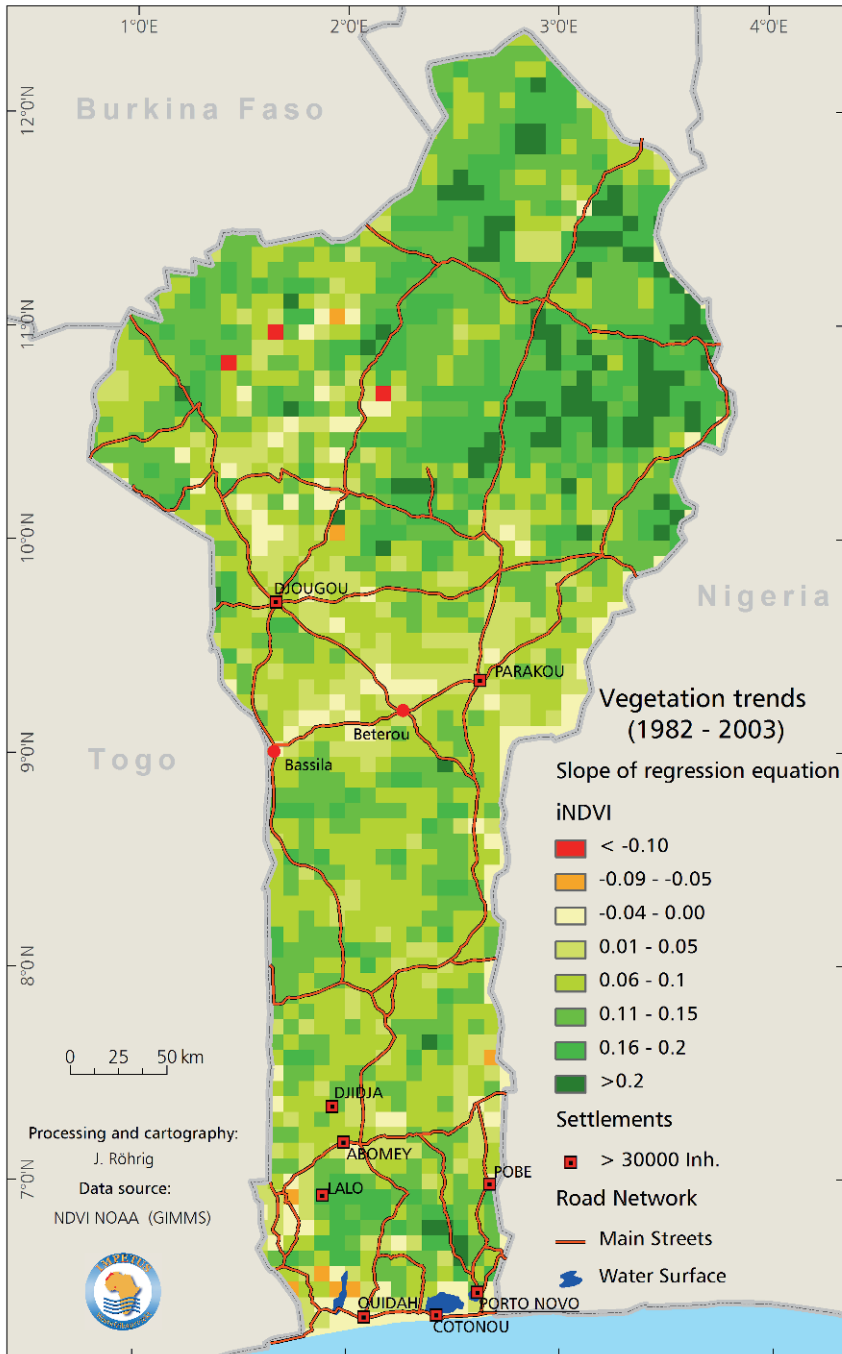 1°0'E
2°0'E
3°0'E
4°0'E
12°0'N
11°0'N
10°0'N
9°0'N
8°0'N
7°0'N
Burkina Faso
Nigeria
Togo
DJOUGOU
PARAKOU
Beterou
Bassila
DJIDJA
ABOMEY
LALO
POBE
QUIDAH
PORTO NOVO
COTONOU
Vegetation trends
(1982 - 2003)
Slope of regression equation
iNDVI
< -0.10
-0.09 - -0.05
-0.04 - 0.00
0.01 - 0.05
0.06 - 0.1
0.11 - 0.15
0.16 - 0.2
>0.2
Settlements
> 30000 Inh.
Road Network
Main Streets
Water Surface
0 25 50 km
Processing and cartography:
J. Röhrig
Data source:
NDVI NOAA (GIMMS)
IMPETUS